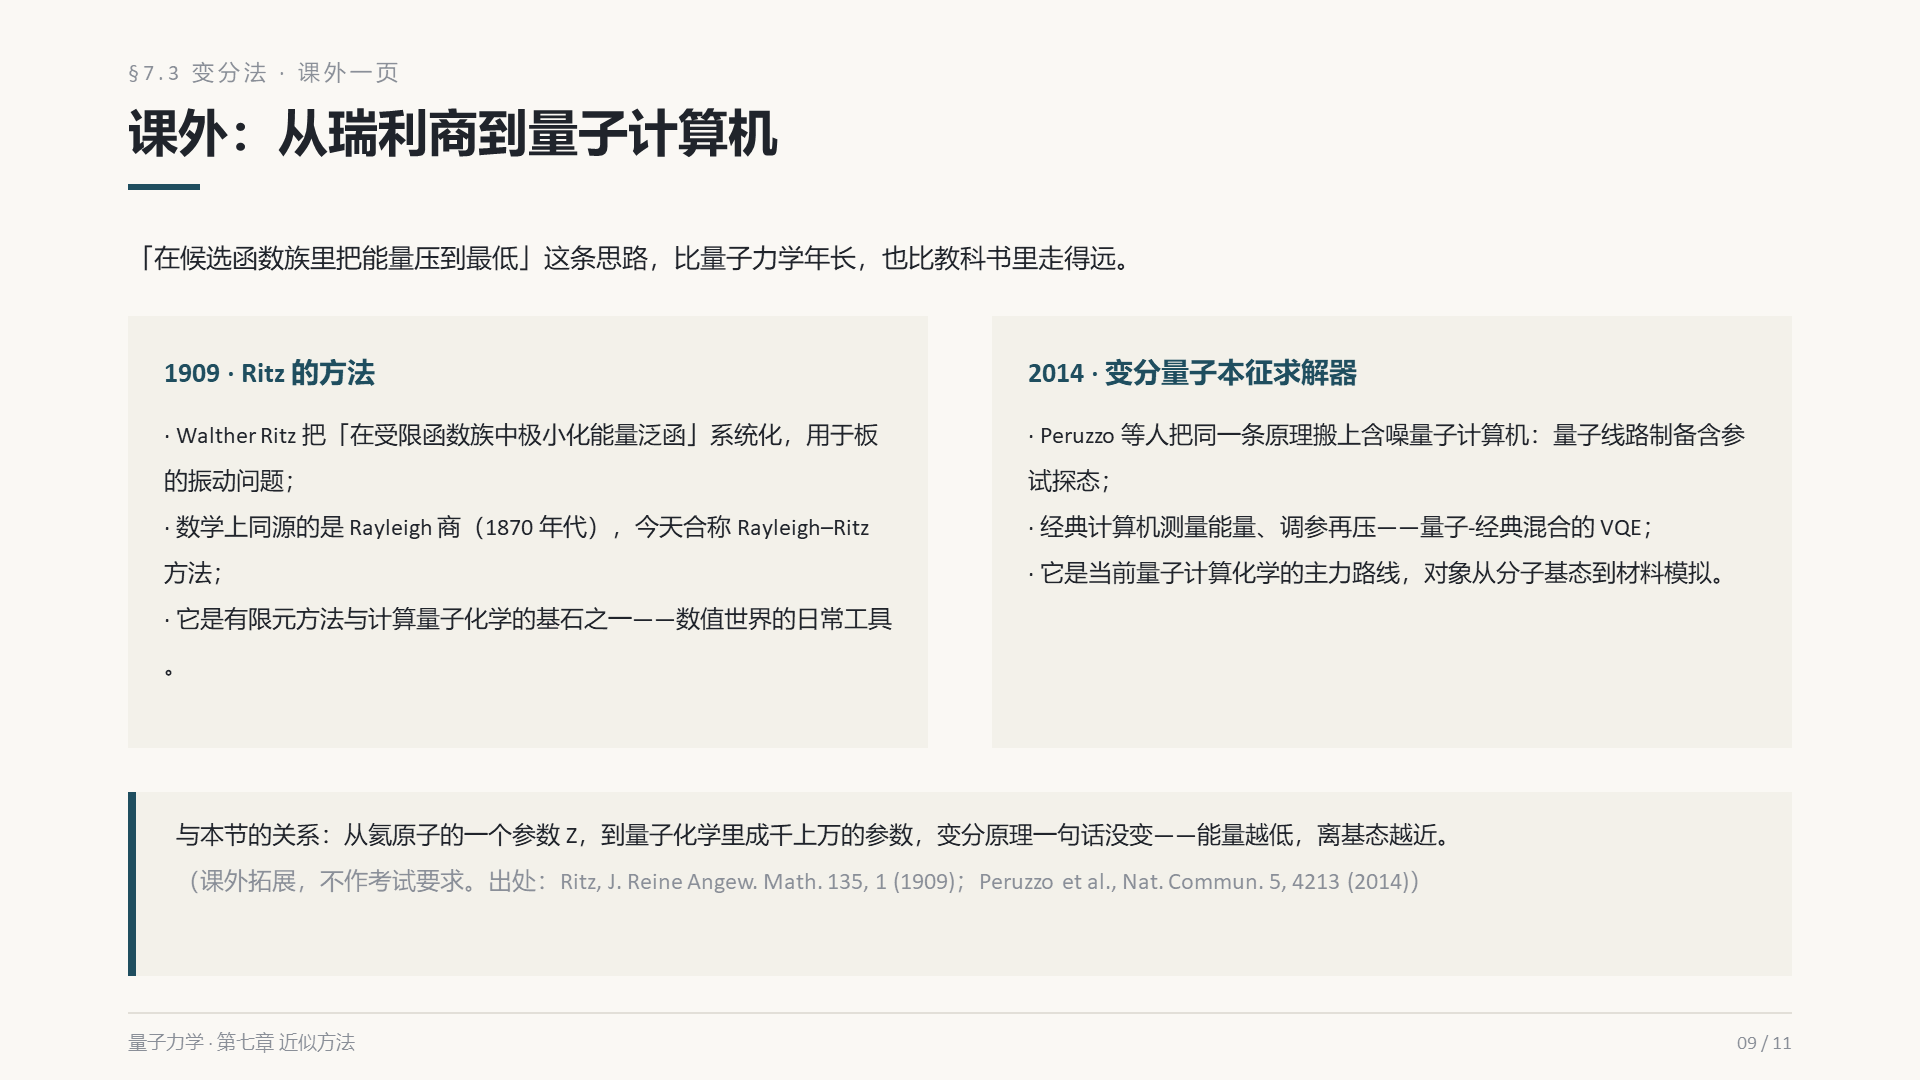 §7.3 变分法 · 课外一页
课外：从瑞利商到量子计算机
「在候选函数族里把能量压到最低」这条思路，比量子力学年长，也比教科书里走得远。
1909 · Ritz 的方法
· Walther Ritz 把「在受限函数族中极小化能量泛函」系统化，用于板
的振动问题；
· 数学上同源的是 Rayleigh 商（1870 年代），今天合称 Rayleigh–Ritz
方法；
· 它是有限元方法与计算量子化学的基石之一——数值世界的日常工具
。
2014 · 变分量子本征求解器
· Peruzzo 等人把同一条原理搬上含噪量子计算机：量子线路制备含参
试探态；
· 经典计算机测量能量、调参再压——量子-经典混合的 VQE；
· 它是当前量子计算化学的主力路线，对象从分子基态到材料模拟。
与本节的关系：从氦原子的一个参数 Z，到量子化学里成千上万的参数，变分原理一句话没变——能量越低，离基态越近。
（课外拓展，不作考试要求。出处：Ritz, J. Reine Angew. Math. 135, 1 (1909)；Peruzzo et al., Nat. Commun. 5, 4213 (2014)）
量子力学 · 第七章 近似方法
09 / 11